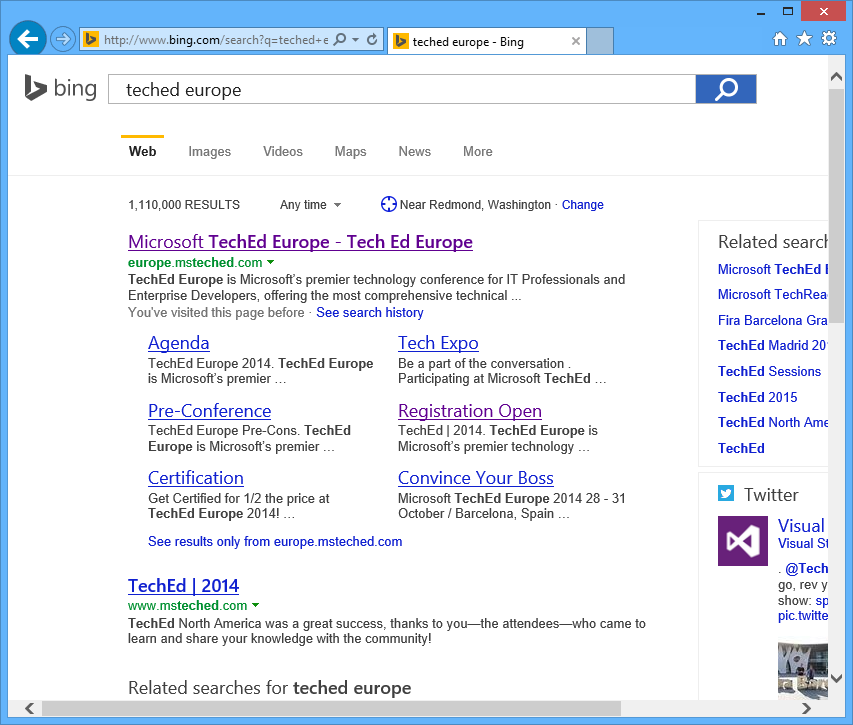 http://www.bing.com/search?q=teched+e
teched europe - Bing
bing
teched europe
Web Images Videos Maps News More
1,110,000 RESULTS Any time Near Redmond, Washington · Change
Microsoft TechEd Europe - Tech Ed Europe
europe.msteched.com
TechEd Europe is Microsoft's premier technology conference for IT Professionals and
Enterprise Developers, offering the most comprehensive technical ...
You've visited this page before · See search history
Agenda
TechEd Europe 2014. TechEd Europe
is Microsoft's premier ...
Tech Expo
Be a part of the conversation .
Participating at Microsoft TechEd ...
Pre-Conference
TechEd Europe Pre-Cons. TechEd
Europe is Microsoft's premier ...
Registration Open
TechEd | 2014. TechEd Europe is
Microsoft's premier technology ...
Certification
Get Certified for 1/2 the price at
TechEd Europe 2014! ...
Convince Your Boss
Microsoft TechEd Europe 2014 28 - 31
October / Barcelona, Spain ...
See results only from europe.msteched.com
TechEd | 2014
www.msteched.com
TechEd North America was a great success, thanks to you—the attendees—who came to
learn and share your knowledge with the community!
Related searches for teched europe
Related search
Microsoft TechEd
Microsoft TechRea
Fira Barcelona Gra
TechEd Madrid 201
TechEd Sessions
TechEd 2015
TechEd North Ame
TechEd
Twitter
Visual
Visual St
. @Tech
go, rev y
show: sp
pic.twitte